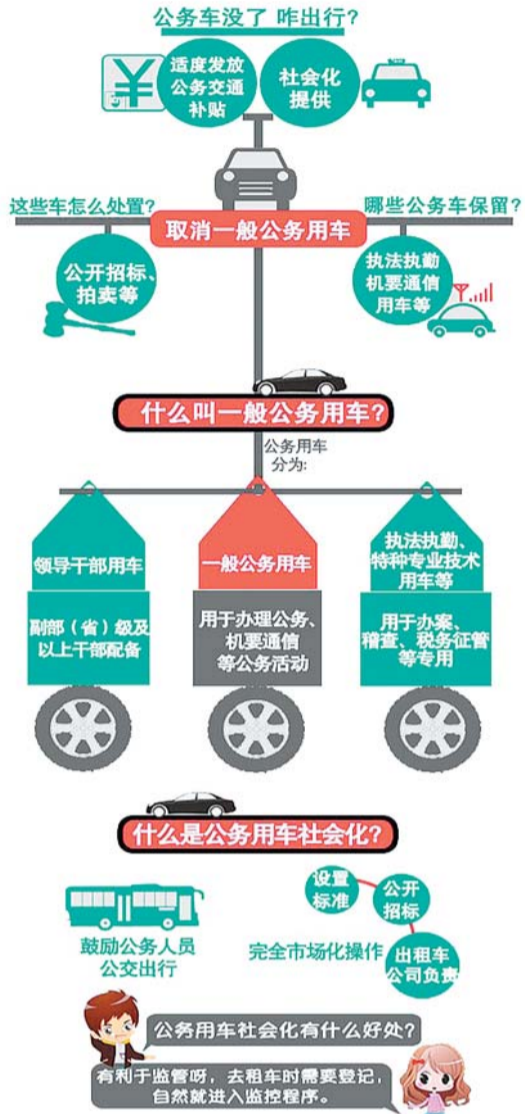 公务车没了 咋出行?
适度发放
公务交通
补贴
社会化
提供
这些车怎么处置?
哪些公务车保留?
取消一般公务用车
公开招标、
拍卖等
执法执勤
机要通信
用车等
什么叫一般公务用车?
公务用车
分为:
领导干部用车
副部（省）级及
以上干部配备
一般公务用车
用于办理公务、
机要通信
等公务活动
执法执勤、
特种专业技术
用车等
用于办案、
稽查、税务征管
等专用
什么是公务用车社会化?
鼓励公务人员
公交出行
完全市场化操作
设置
标准
公开
招标
出租车
公司负责
公务用车社会化有什么好处?
有利于监管呀，去租车时需要登记，
自然就进入监控程序。